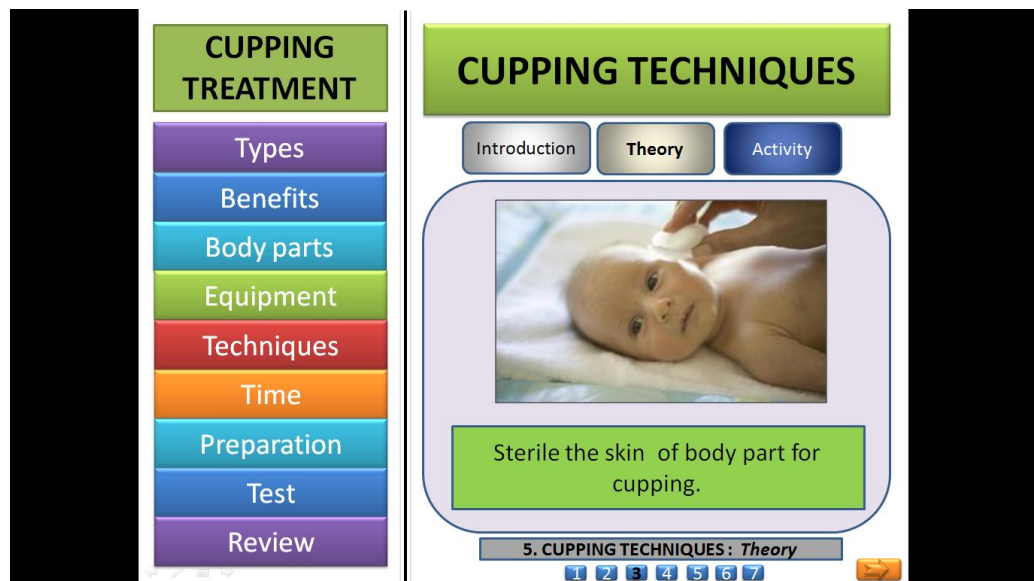 CUPPING
TREATMENT
Types
Benefits
Body parts
Equipment
Techniques
Time
Preparation
Test
Review
CUPPING TECHNIQUES
Introduction
Theory
Activity
Sterile the skin of body part for
cupping.
5. CUPPING TECHNIQUES : Theory
1 2 3 4 5 6 7